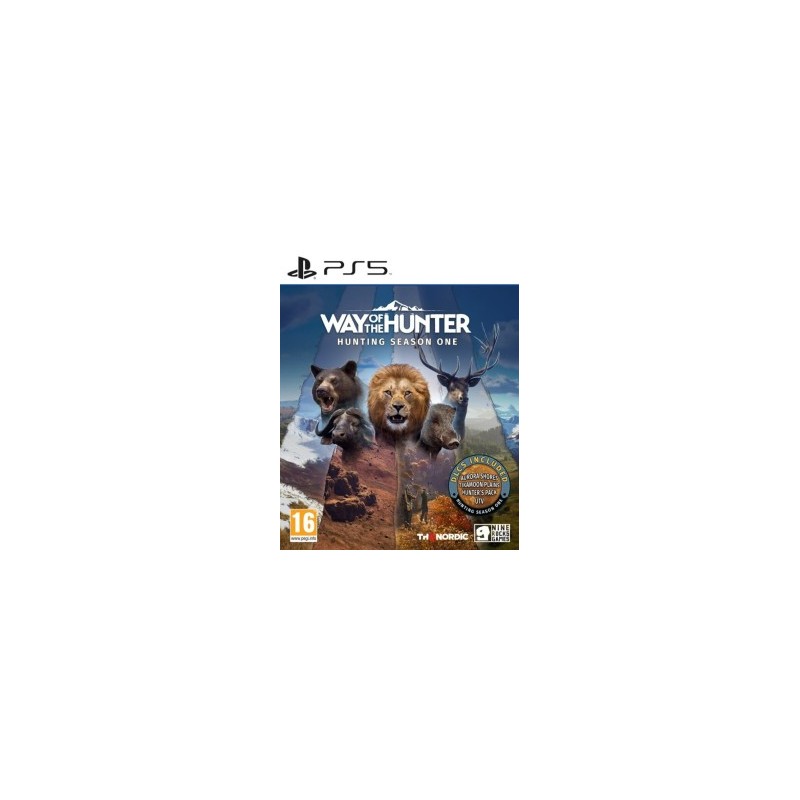 PS5
WAY OF THE HUNTER
HUNTING SEASON ONE
DLCS INCLUDED
AURORA SHORES
TIKAMOON PLAINS
HUNTER'S PACK
UTV
HUNTING SEASON ONE
16
www.pegi.info
THQ NORDIC
NINE
ROCKS
GAMES